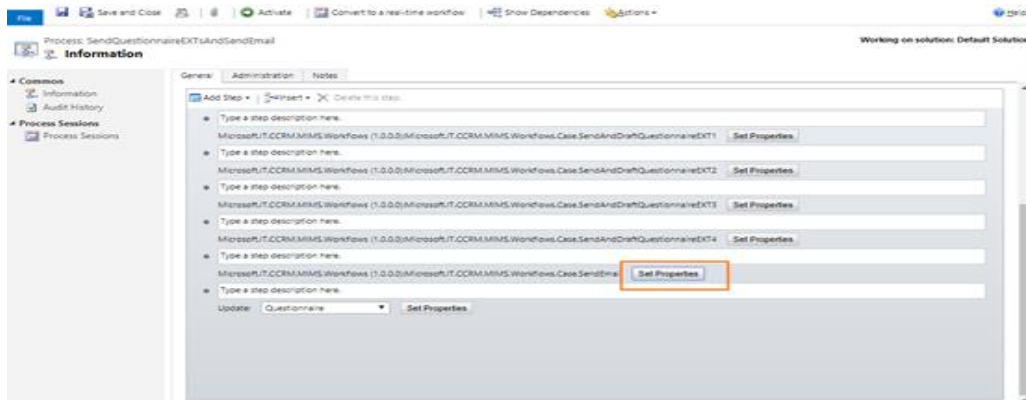 File Save and Close Activate Convert to a real-time workflow Show Dependencies Actions Help
Process: SendQuestionnaireEXTsAndSendEmail Working on solution: Default Solution
Information
Common
Information
Audit History
Process Sessions
Process Sessions
General Administration Notes
Add Step Insert Delete this step.
Type a step description here.
Microsoft.IT.CCRM.MIMS.Workflows (1.0.0.0):Microsoft.IT.CCRM.MIMS.Workflows.Case.SendAndDraftQuestionnaireEXT1 Set Properties
Type a step description here.
Microsoft.IT.CCRM.MIMS.Workflows (1.0.0.0):Microsoft.IT.CCRM.MIMS.Workflows.Case.SendAndDraftQuestionnaireEXT2 Set Properties
Type a step description here.
Microsoft.IT.CCRM.MIMS.Workflows (1.0.0.0):Microsoft.IT.CCRM.MIMS.Workflows.Case.SendAndDraftQuestionnaireEXT3 Set Properties
Type a step description here.
Microsoft.IT.CCRM.MIMS.Workflows (1.0.0.0):Microsoft.IT.CCRM.MIMS.Workflows.Case.SendAndDraftQuestionnaireEXT4 Set Properties
Type a step description here.
Microsoft.IT.CCRM.MIMS.Workflows (1.0.0.0):Microsoft.IT.CCRM.MIMS.Workflows.Case.SendEmail Set Properties
Type a step description here.
Update: Questionnaire Set Properties